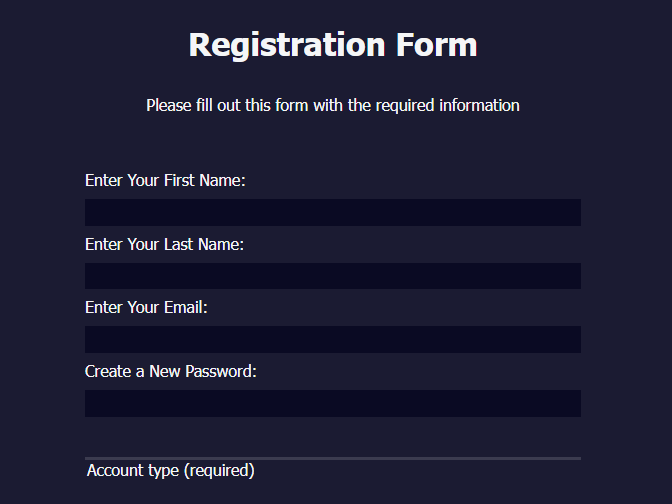 Registration Form
Please fill out this form with the required information
Enter Your First Name:
Enter Your Last Name:
Enter Your Email:
Create a New Password:
Account type (required)